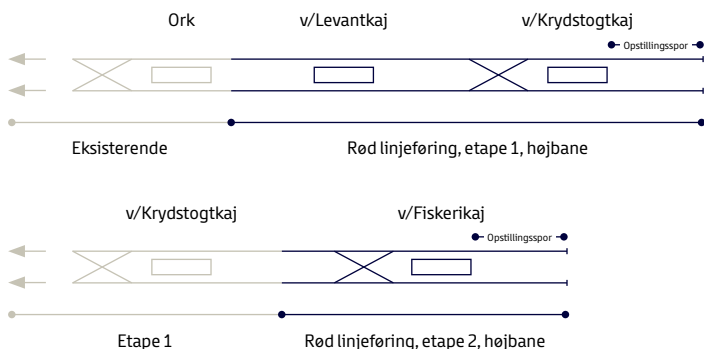 Ork v/Levantkaj v/Krydstogtkaj
Opstillingsspor
Eksisterende Rød linjeføring, etape 1, højbane
v/Krydstogtkaj v/Fiskerikaj
Opstillingsspor
Etape 1 Rød linjeføring, etape 2, højbane